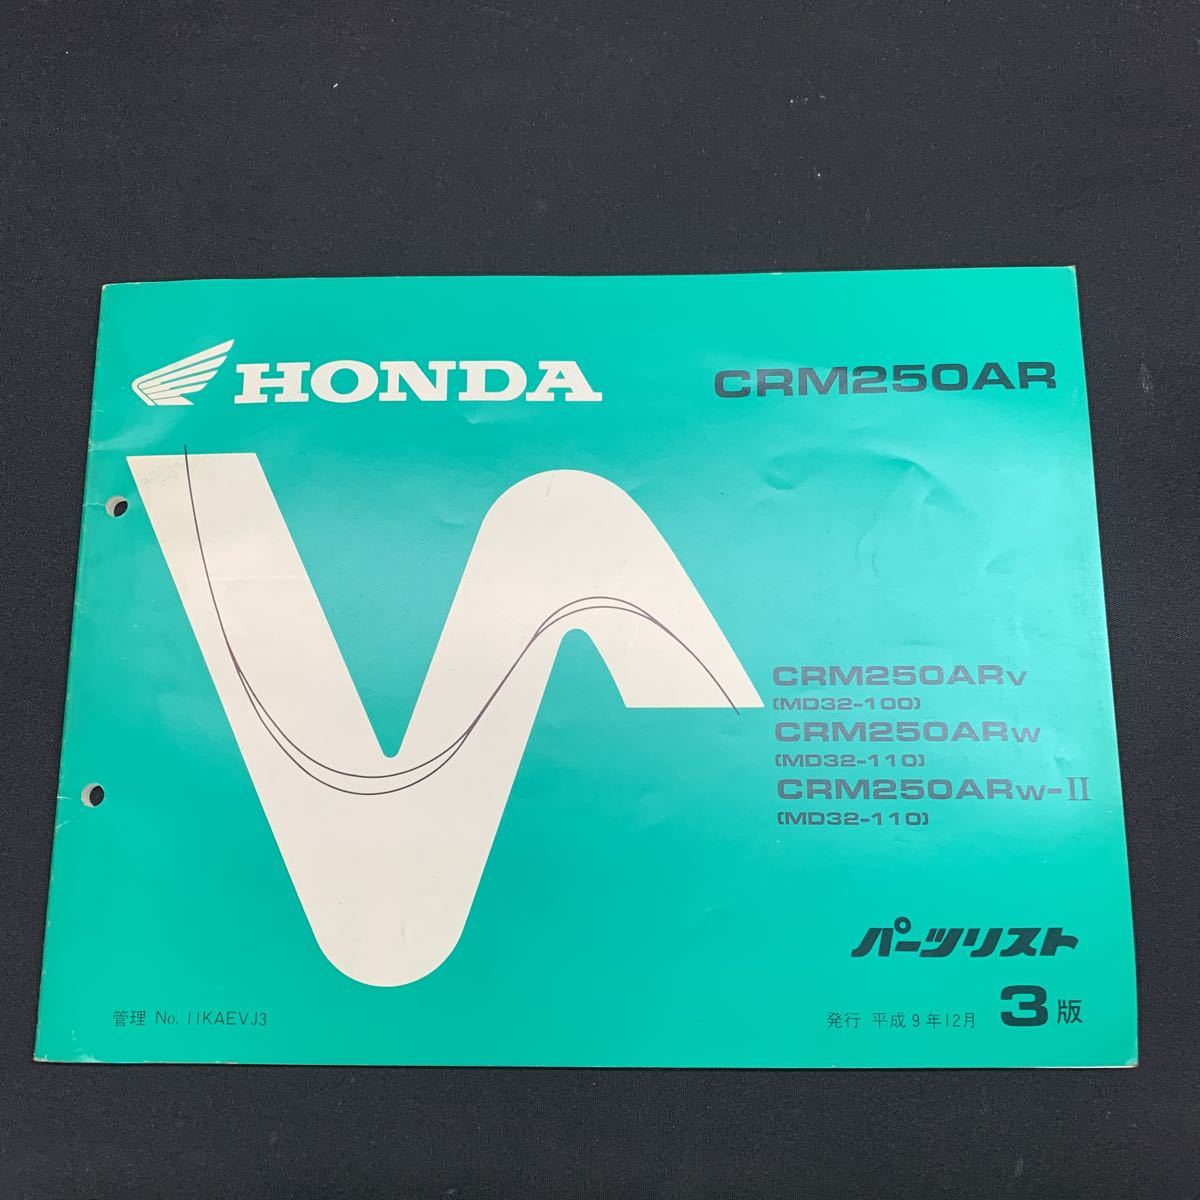 HONDA
CRM250AR
CRM250ARV
(MD32-100)
CRM250ARW
(MD32-110)
CRM250ARW-II
(MD32-110)
パーツリスト
管理 No. 11KAEVJ3
発行 平成9年12月 3版